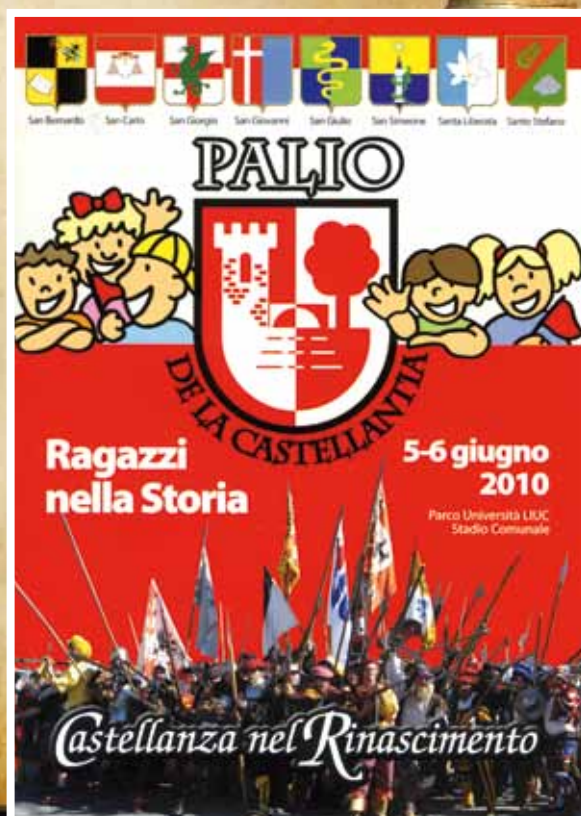 San Bernardo San Carlo San Giorgio San Giovanni San Giulio San Simeone Santa Liberata Santo Stefano
PALIO
DE LA CASTELLANTIA
Ragazzi
nella Storia
5-6 giugno
2010
Parco Università LIUC
Stadio Comunale
Castellanza nel Rinascimento